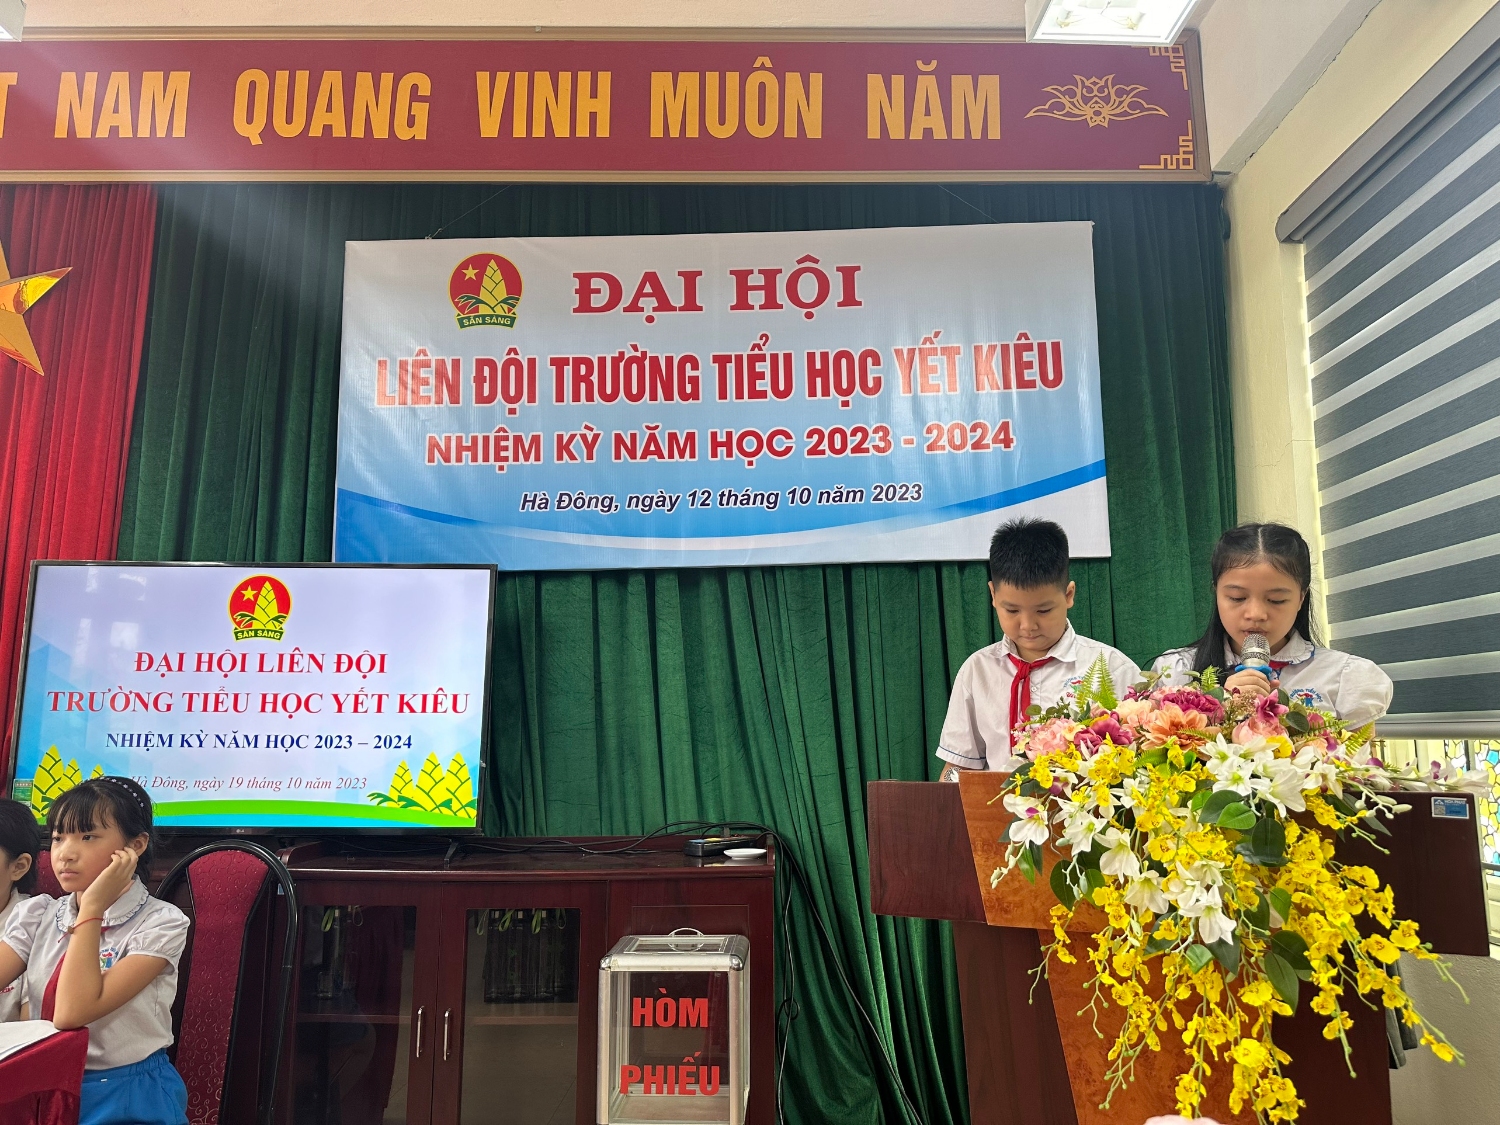 T NAM QUANG VINH MUÔN NĂM
SẴN SÀNG
ĐẠI HỘI
LIÊN ĐỘI TRƯỜNG TIỂU HỌC YẾT KIÊU
NHIỆM KỲ NĂM HỌC 2023 - 2024
Hà Đông, ngày 12 tháng 10 năm 2023
SẴN SÀNG
ĐẠI HỘI LIÊN ĐỘI
TRƯỜNG TIỂU HỌC YẾT KIÊU
NHIỆM KỲ NĂM HỌC 2023 – 2024
Hà Đông, ngày 19 tháng 10 năm 2023
LG
HÒM
PHIẾU